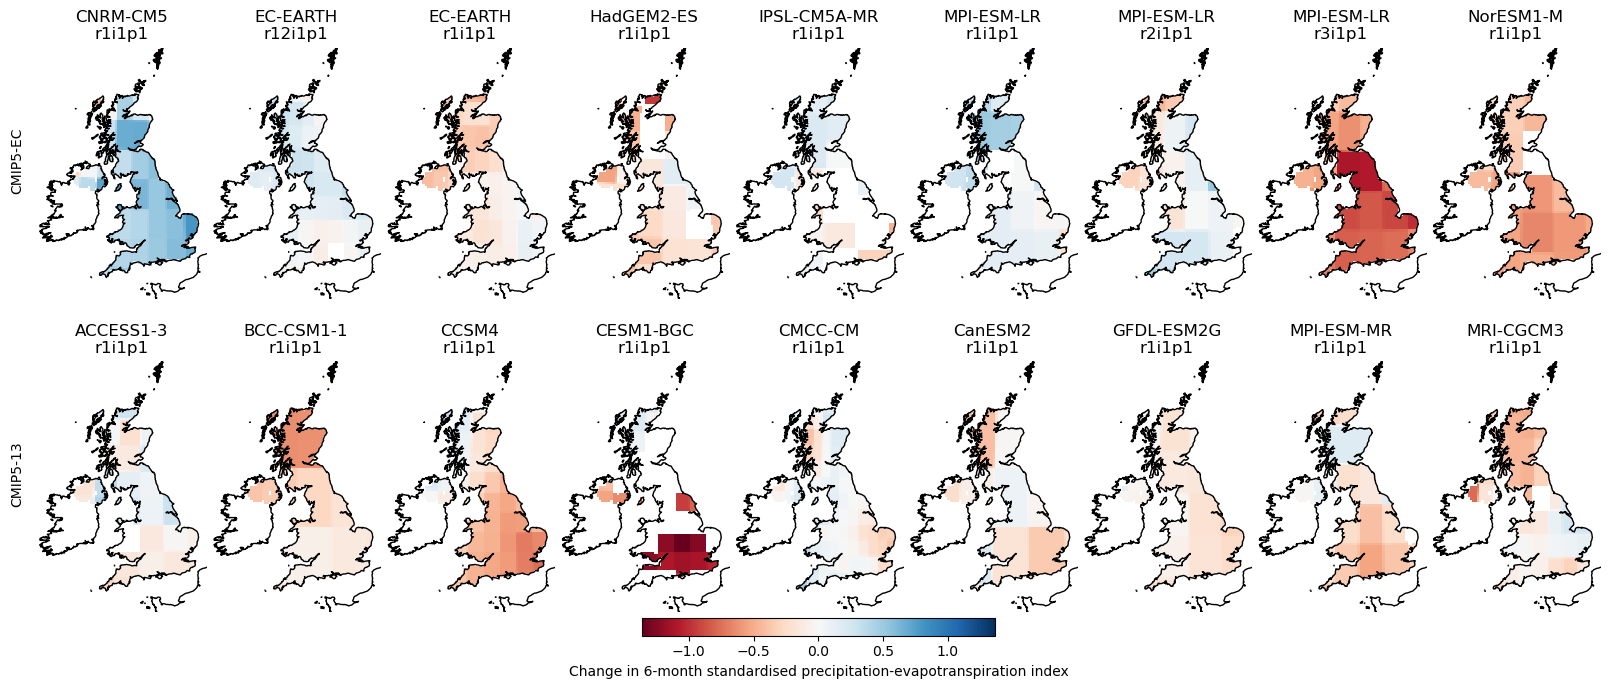 CNRM-CM5
r1i1p1
EC-EARTH
r12i1p1
EC-EARTH
r1i1p1
HadGEM2-ES
r1i1p1
IPSL-CM5A-MR
r1i1p1
MPI-ESM-LR
r1i1p1
MPI-ESM-LR
r2i1p1
MPI-ESM-LR
r3i1p1
NorESM1-M
r1i1p1
CMIP5-EC
ACCESS1-3
r1i1p1
BCC-CSM1-1
r1i1p1
CCSM4
r1i1p1
CESM1-BGC
r1i1p1
CMCC-CM
r1i1p1
CanESM2
r1i1p1
GFDL-ESM2G
r1i1p1
MPI-ESM-MR
r1i1p1
MRI-CGCM3
r1i1p1
CMIP5-13
−1.0 −0.5 0.0 0.5 1.0
Change in 6-month standardised precipitation-evapotranspiration index